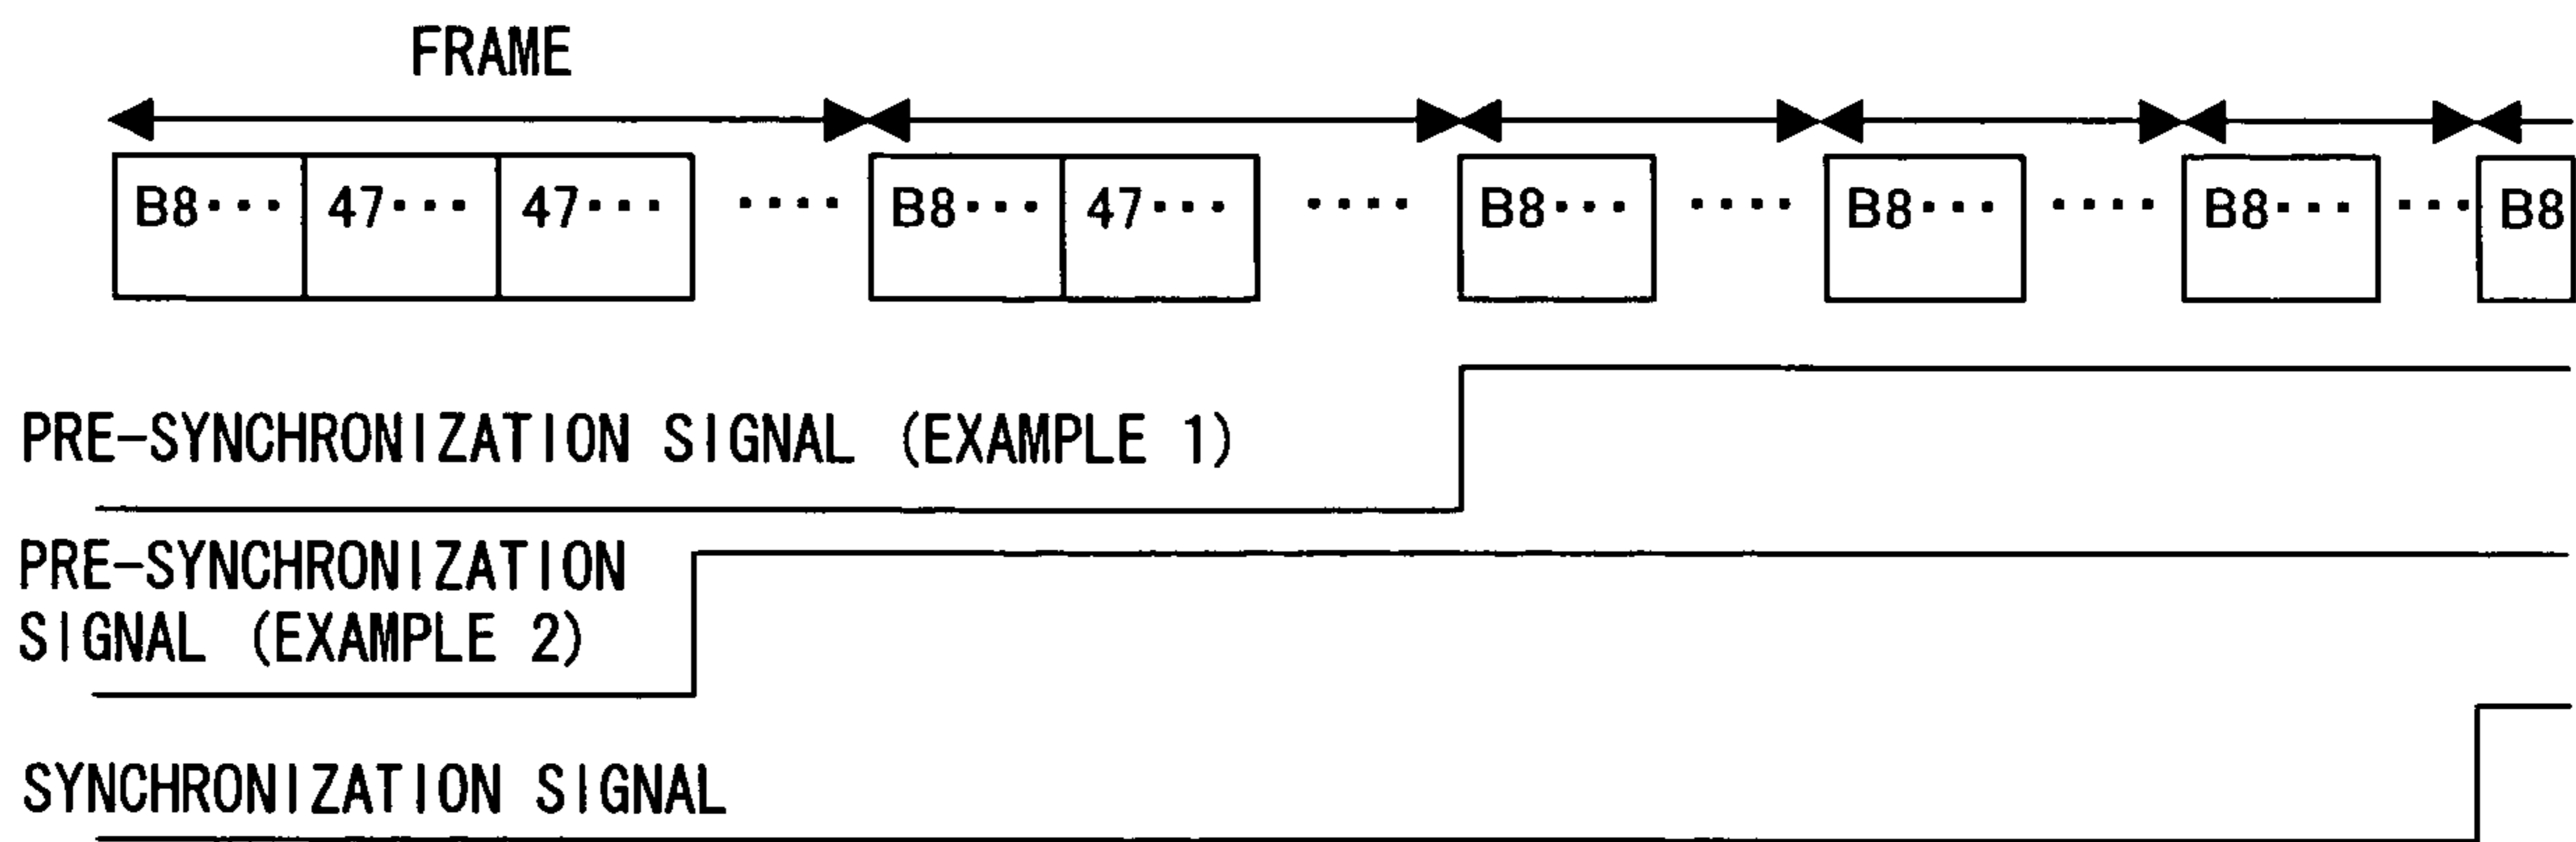 FRAME
B8··· 47··· 47··· ···· B8··· 47··· ···· B8··· ···· B8··· ···· B8··· ··· B8
PRE-SYNCHRONIZATION SIGNAL (EXAMPLE 1)
PRE-SYNCHRONIZATION
SIGNAL (EXAMPLE 2)
SYNCHRONIZATION SIGNAL